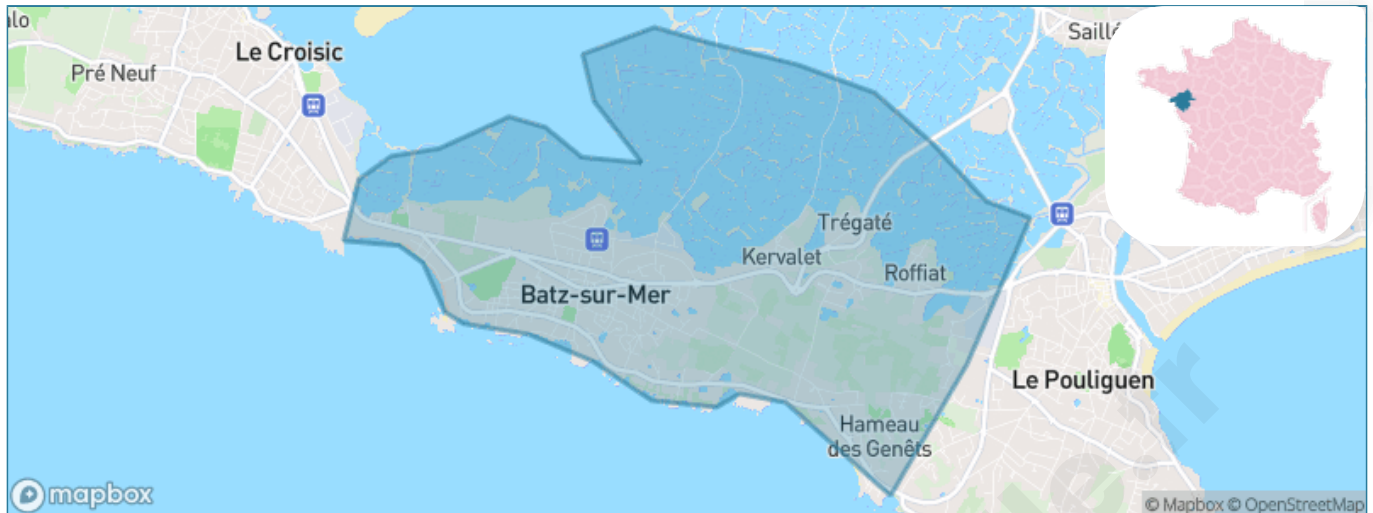 alo
Le Croisic
Saillé
Pré Neuf
Trégaté
Kervalet
Roffiat
Batz-sur-Mer
Le Pouliguen
Hameau
des Genêts
mapbox
© Mapbox © OpenStreetMap